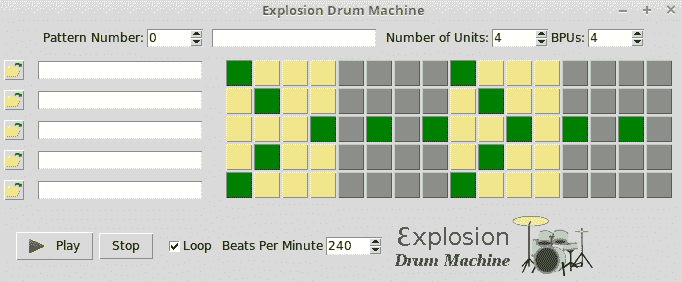 Explosion Drum Machine
Pattern Number: 0 Number of Units: 4 BPUs: 4
Play Stop Loop Beats Per Minute 240
Ɛxplosion
Drum Machine